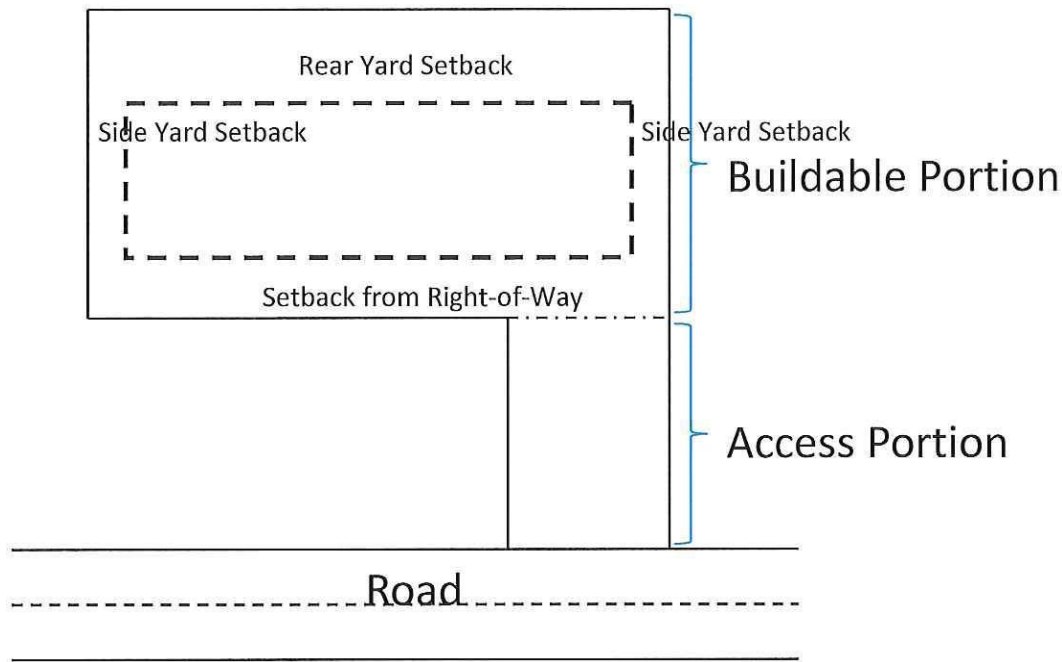 Rear Yard Setback
Side Yard Setback
Side Yard Setback
Buildable Portion
Setback from Right-of-Way
Access Portion
Road